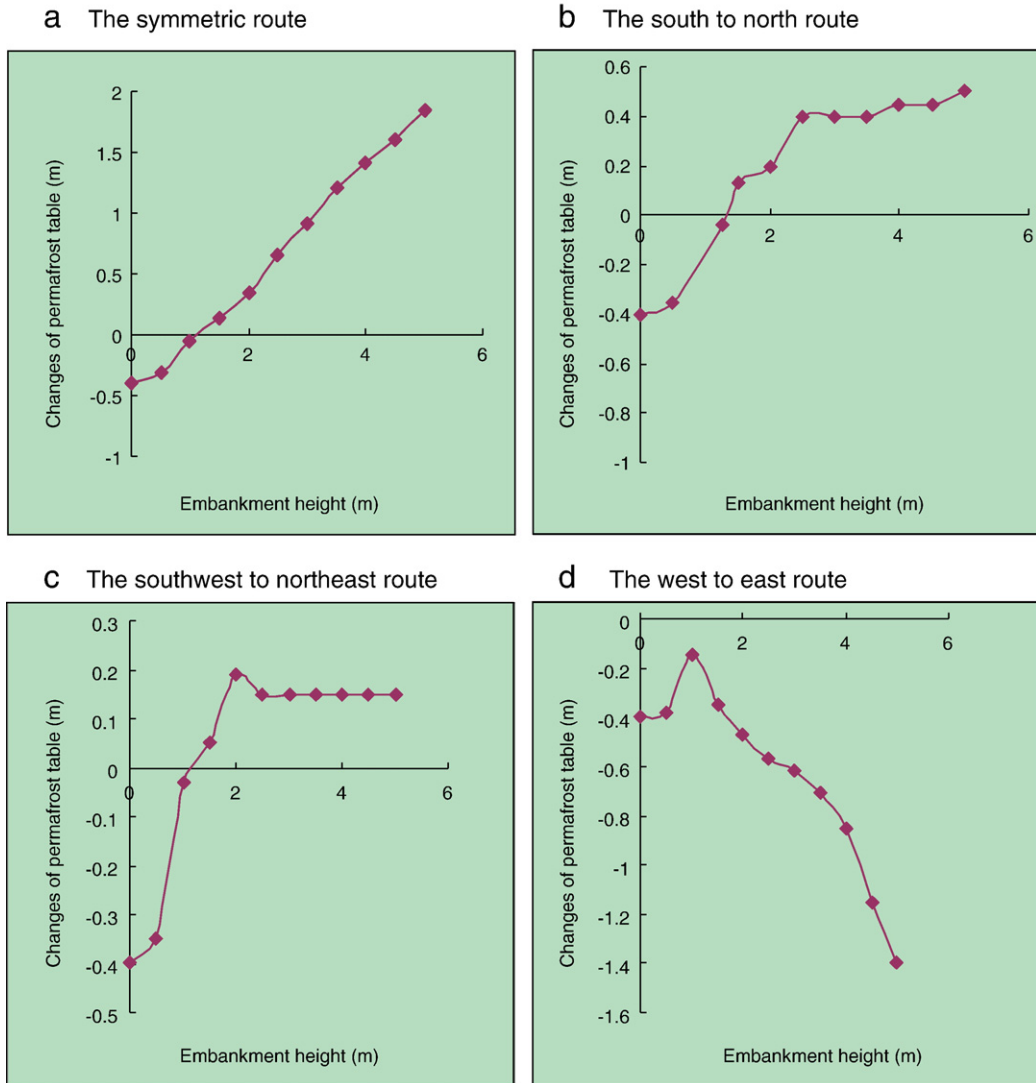 a The symmetric route
2
1.5
1
0.5
0
-0.5
-1
0 2 4 6
Changes of permafrost table (m)
Embankment height (m)
b The south to north route
0.6
0.4
0.2
0
-0.2
-0.4
-0.6
-0.8
-1
0 2 4 6
Changes of permafrost table (m)
Embankment height (m)
c The southwest to northeast route
0.3
0.2
0.1
0
-0.1
-0.2
-0.3
-0.4
-0.5
0 2 4 6
Changes of permafrost table (m)
Embankment height (m)
d The west to east route
0
-0.2
-0.4
-0.6
-0.8
-1
-1.2
-1.4
-1.6
0 2 4 6
Changes of permafrost table (m)
Embankment height (m)